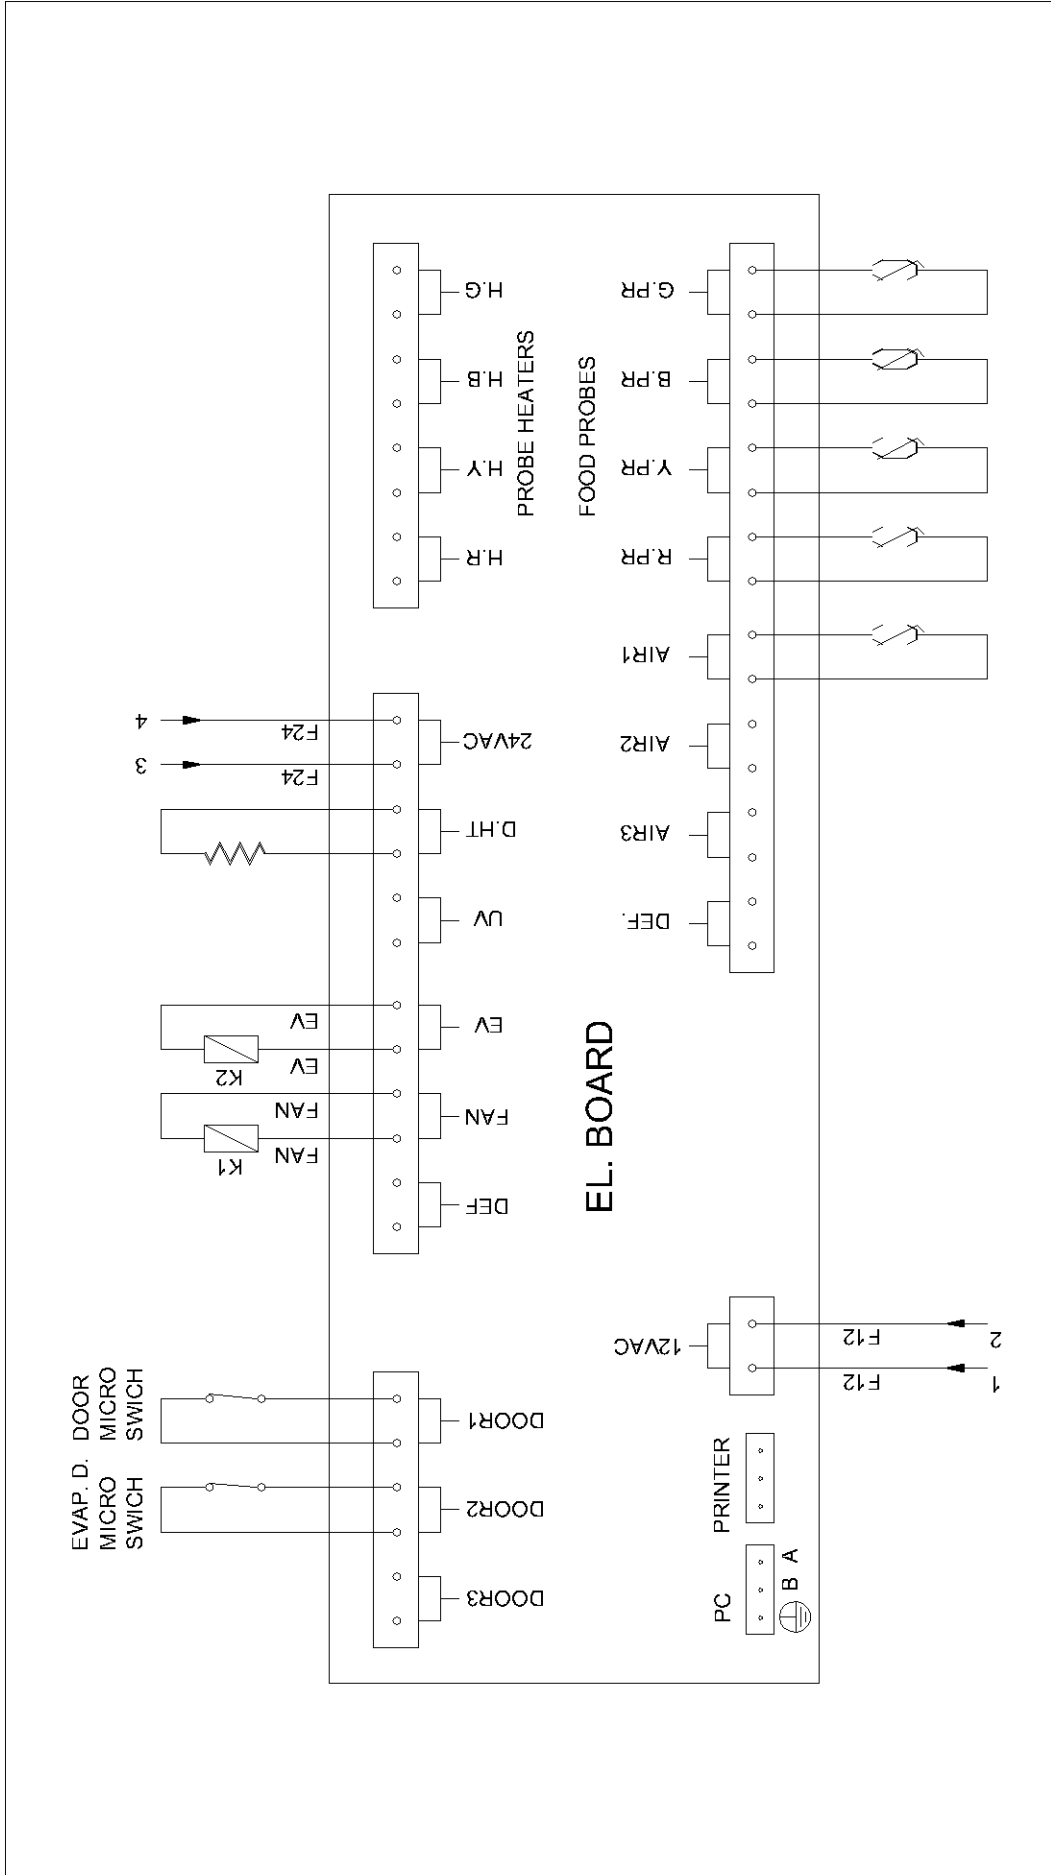 H.G
H.B
H.Y
H.R
PROBE HEATERS
FOOD PROBES
G.PR
B.PR
Y.PR
R.PR
AIR1
AIR2
AIR3
DEF.
4
F24
3
F24
24VAC
D.HT
UV
EV
EV
K2
EV
FAN
FAN
K1
FAN
DEF
EL. BOARD
12VAC
F12
2
F12
1
DOOR
MICRO
SWICH
EVAP. D.
MICRO
SWICH
DOOR1
DOOR2
DOOR3
PRINTER
PC
B A